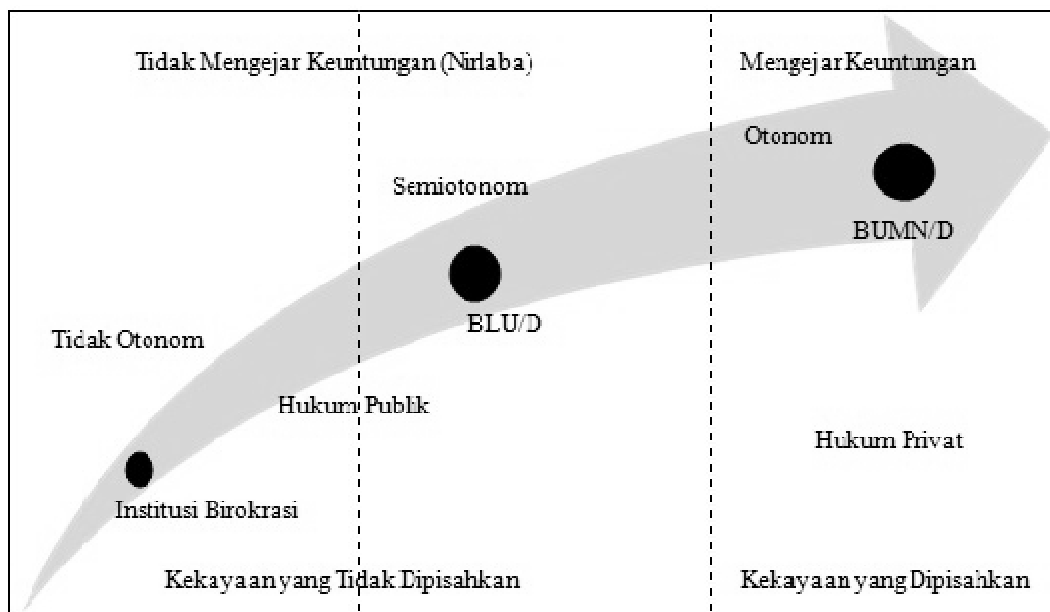 Tidak Mengejar Keuntungan (Nirlaba)
Mengejar Keuntungan
Otonom
Semiotonom
BUMN/D
BLU/D
Tidak Otonom
Hukum Publik
Hukum Privat
Institusi Birokrasi
Kekayaan yang Tidak Dipisahkan
Kekayaan yang Dipisahkan